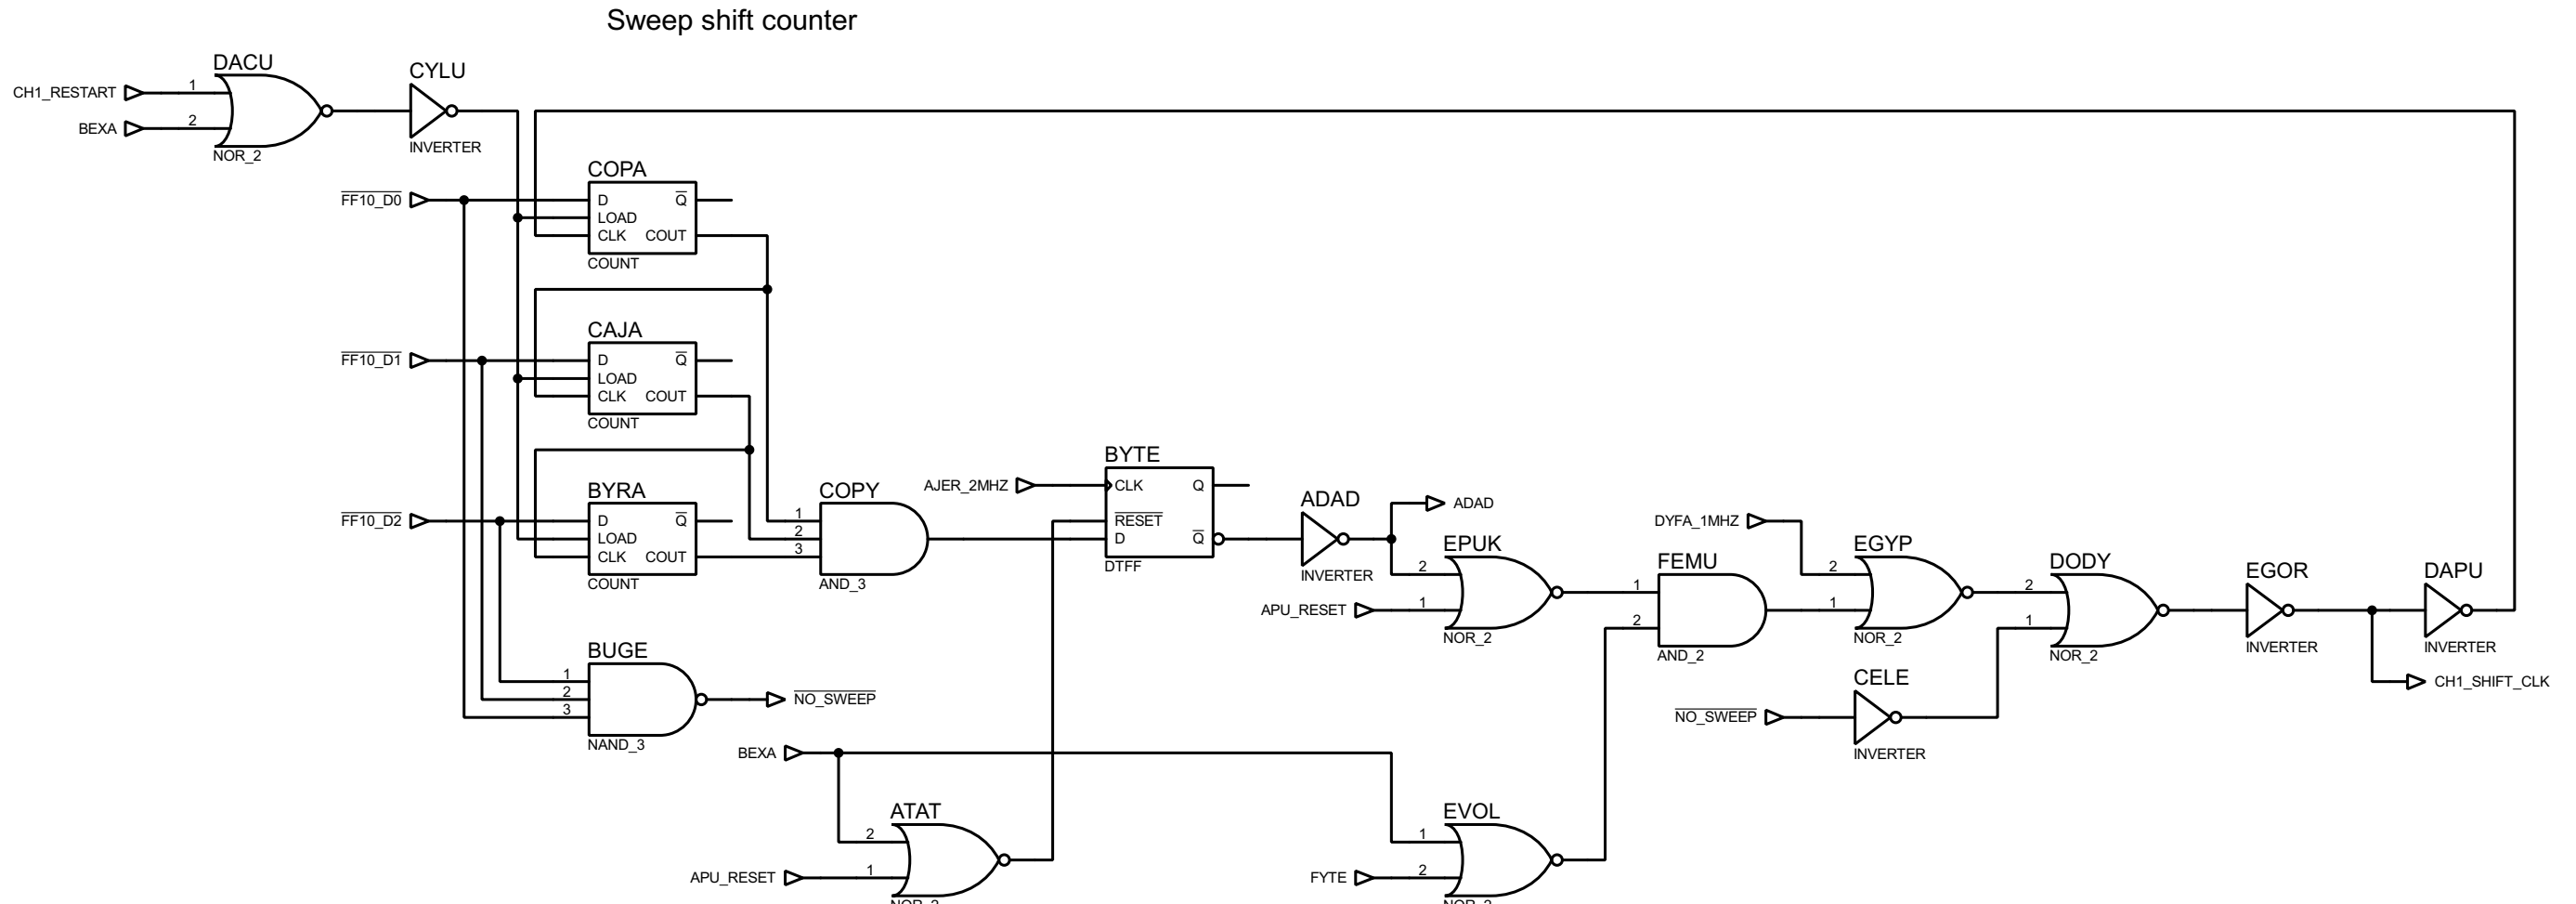 Sweep shift counter
DACU
CH1_RESTART
1
BEXA
2
NOR_2
CYLU
INVERTER
COPA
FF10_D0
D
Q
LOAD
CLK
COUT
COUNT
CAJA
FF10_D1
D
Q
LOAD
CLK
COUT
COUNT
BYRA
FF10_D2
D
Q
LOAD
CLK
COUT
COUNT
COPY
1
2
3
AND_3
BYTE
AJER_2MHZ
CLK
Q
RESET
D
Q
DTFF
ADAD
INVERTER
ADAD
EPUK
2
APU_RESET
1
NOR_2
FEMU
1
2
AND_2
DYFA_1MHZ
EGYP
2
1
NOR_2
DODY
2
1
NOR_2
EGOR
INVERTER
DAPU
INVERTER
CH1_SHIFT_CLK
CELE
NO_SWEEP
INVERTER
BUGE
1
2
3
NO_SWEEP
NAND_3
BEXA
ATAT
2
APU_RESET
1
NOR_2
EVOL
1
FYTE
2
NOR_2